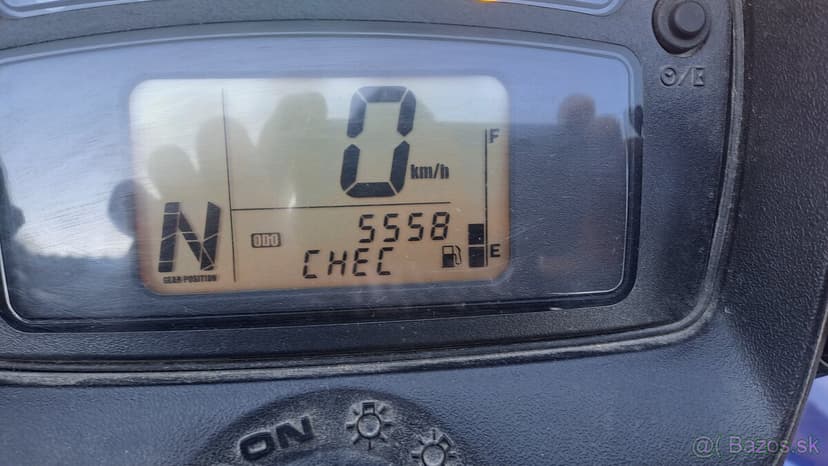 0
km/h
F
N
GEAR POSITION
ODO
5558
CHEC
E
ON
@( Bazos.sk